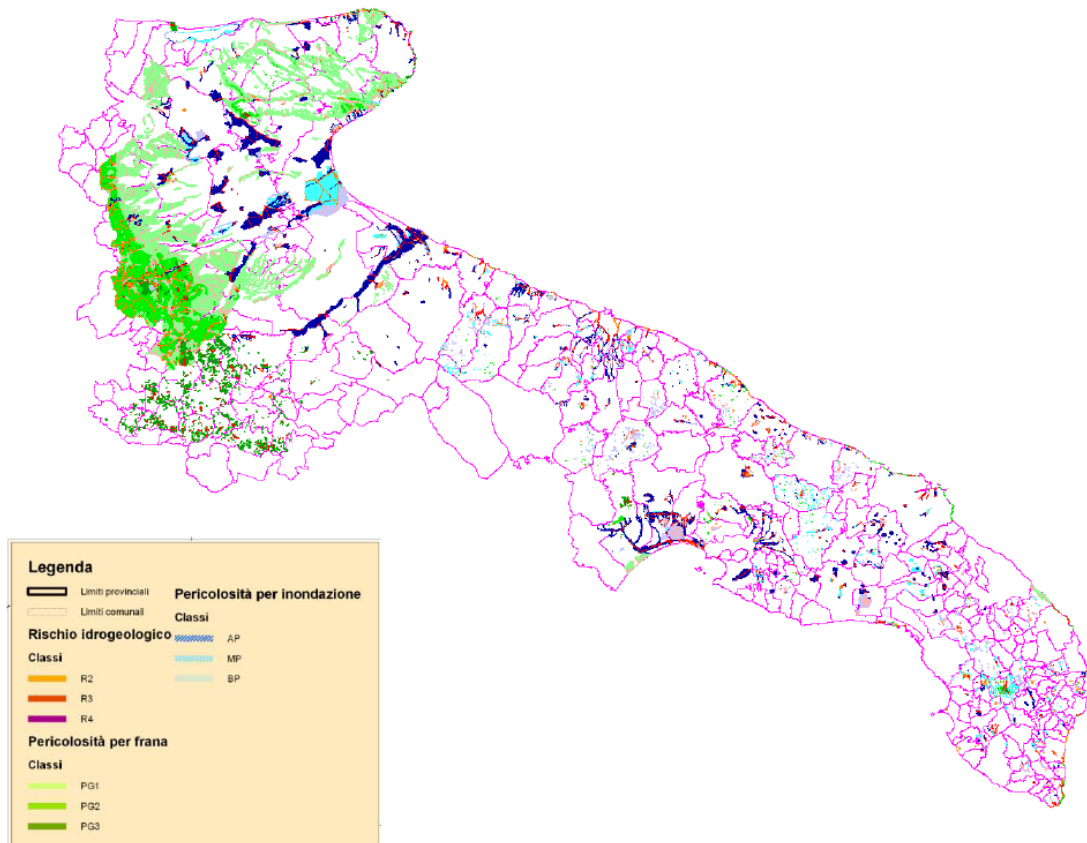 Legenda
Limiti provinciali
Limiti comunali
Rischio idrogeologico
Classi
R2
R3
R4
Pericolosità per frana
Classi
PG1
PG2
PG3
Pericolosità per inondazione
Classi
AP
MP
BP